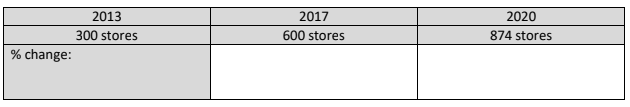 2013 2017 2020
300 stores 600 stores 874 stores
% change: